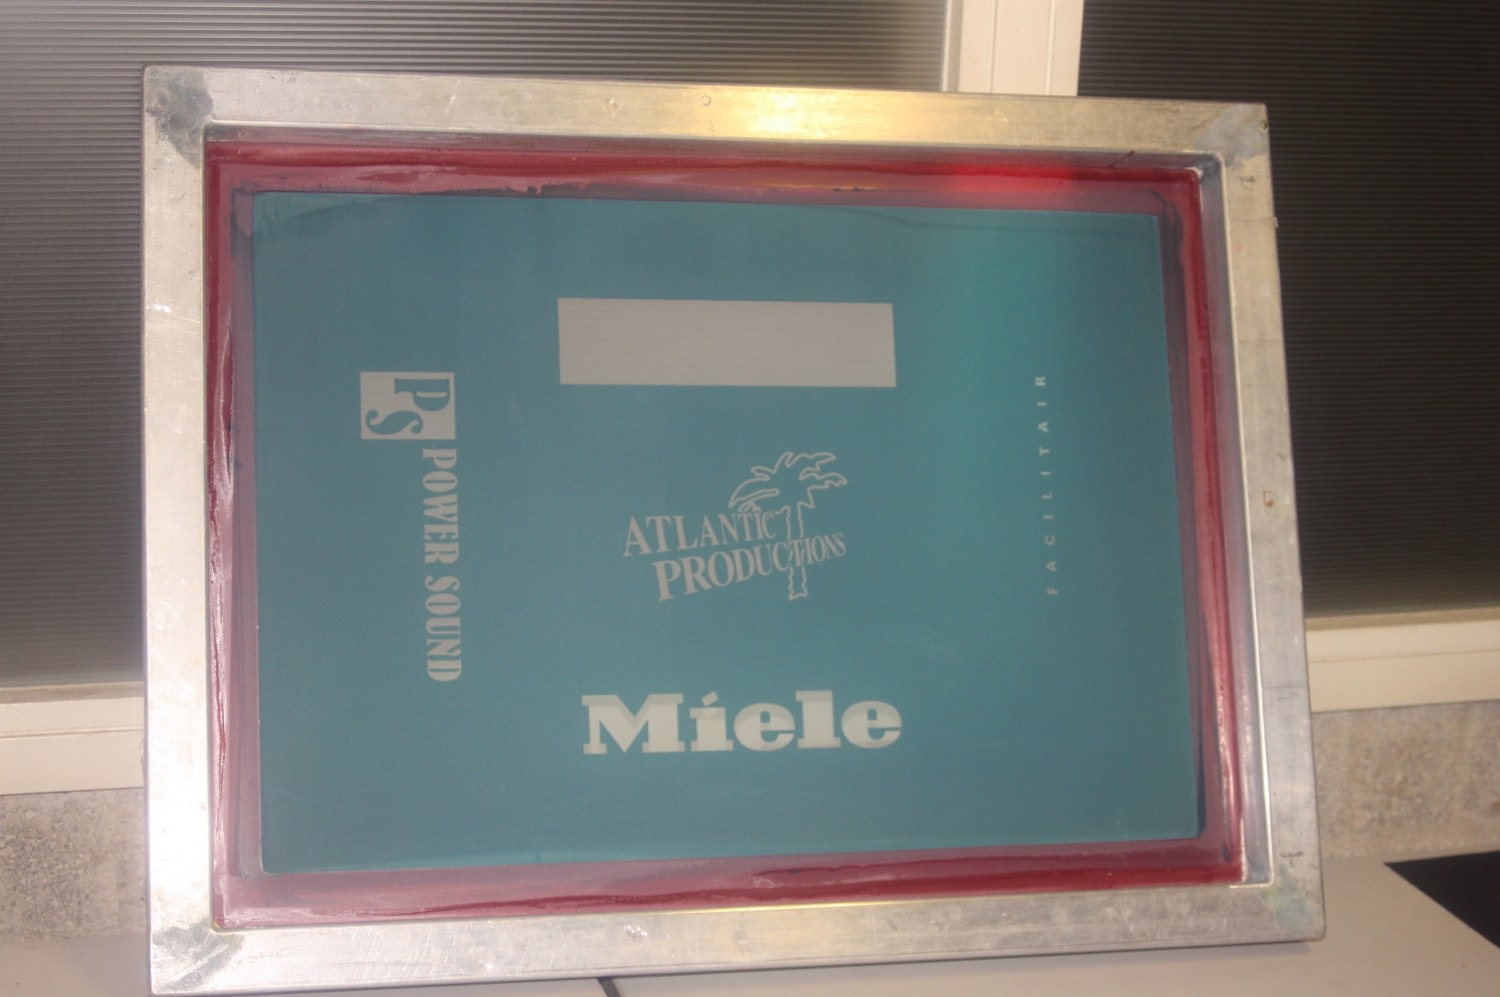 PS
POWER SOUND
ATLANTIC
PRODUCTIONS
FACILITAIR
Miele